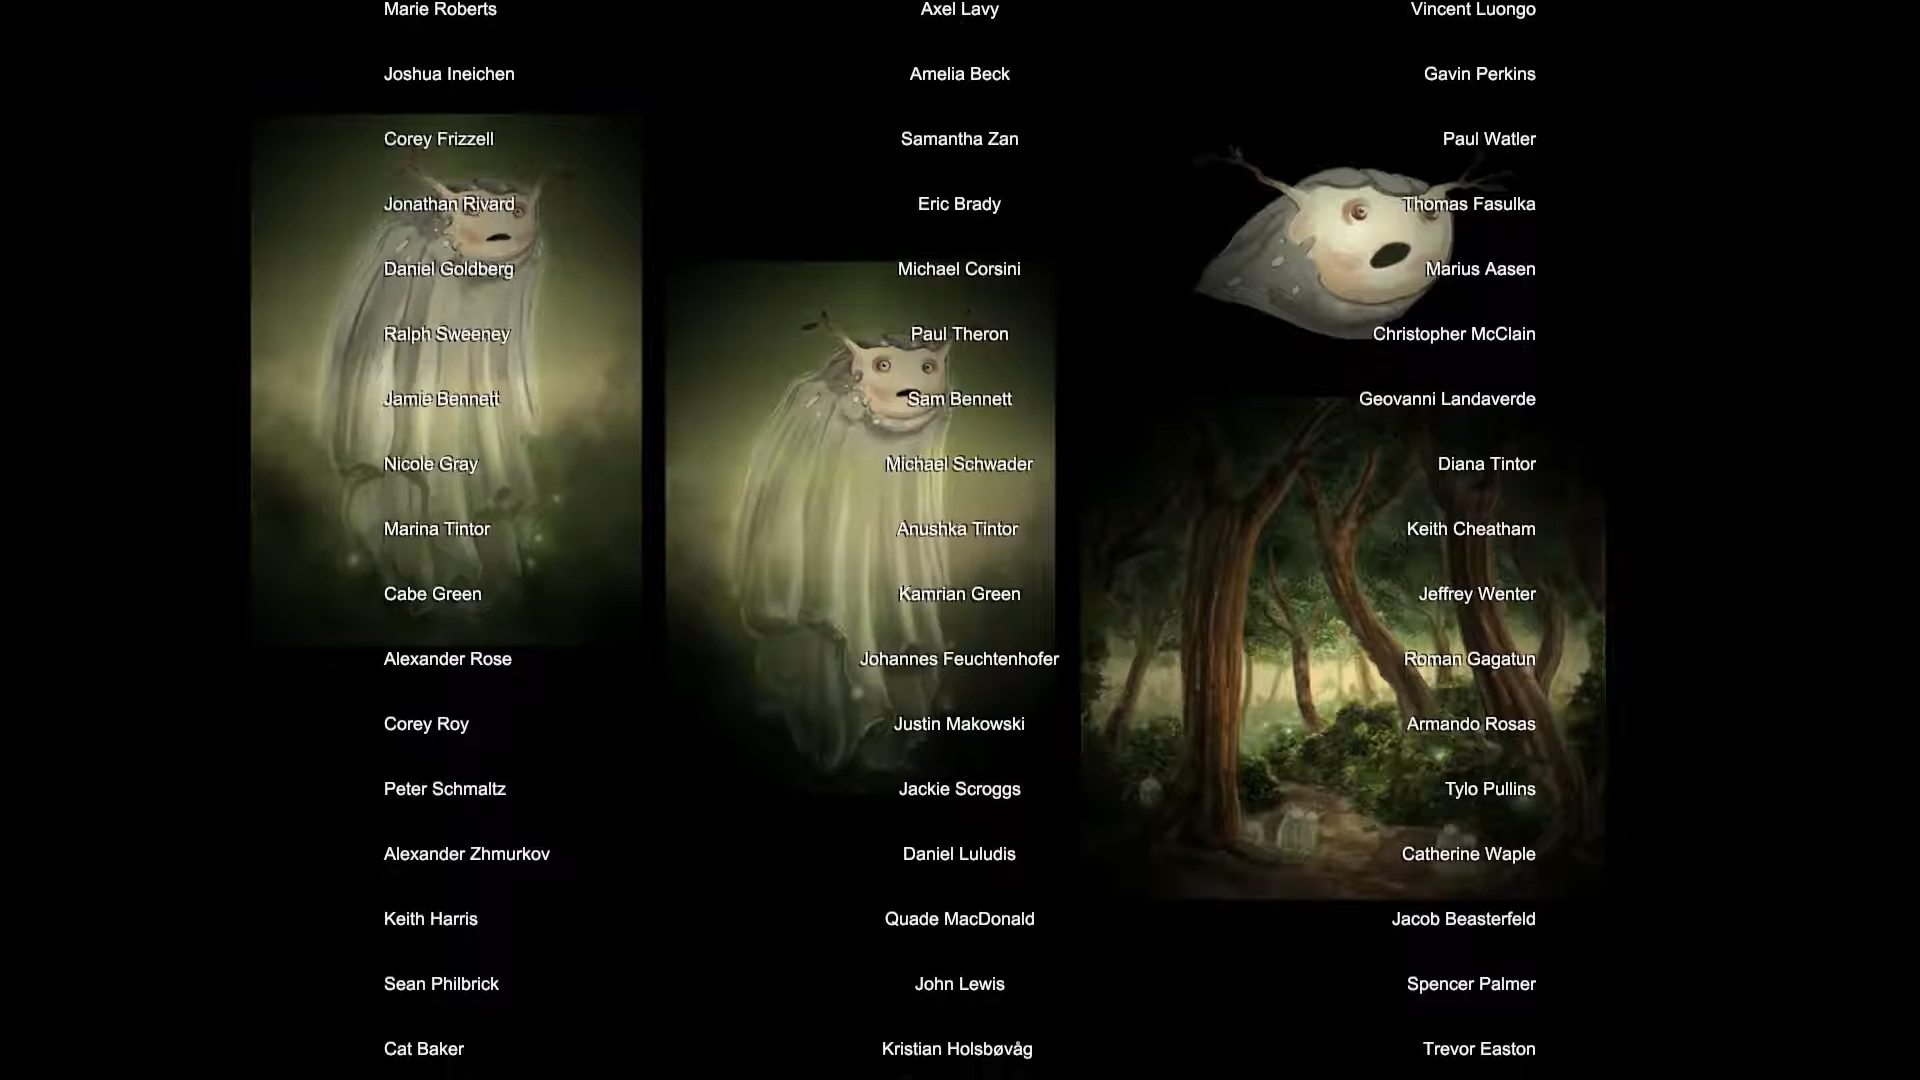 Marie Roberts Axel Lavy Vincent Luongo
Joshua Ineichen Amelia Beck Gavin Perkins
Corey Frizzell Samantha Zan Paul Watler
Jonathan Rivard Eric Brady Thomas Fasulka
Daniel Goldberg Michael Corsini Marius Aasen
Ralph Sweeney Paul Theron Christopher McClain
Jamie Bennett Sam Bennett Geovanni Landaverde
Nicole Gray Michael Schwader Diana Tintor
Marina Tintor Anushka Tintor Keith Cheatham
Cabe Green Kamrian Green Jeffrey Wenter
Alexander Rose Johannes Feuchtenhofer Roman Gagatun
Corey Roy Justin Makowski Armando Rosas
Peter Schmaltz Jackie Scroggs Tylo Pullins
Alexander Zhmurkov Daniel Luludis Catherine Waple
Keith Harris Quade MacDonald Jacob Beasterfeld
Sean Philbrick John Lewis Spencer Palmer
Cat Baker Kristian Holsbøvåg Trevor Easton